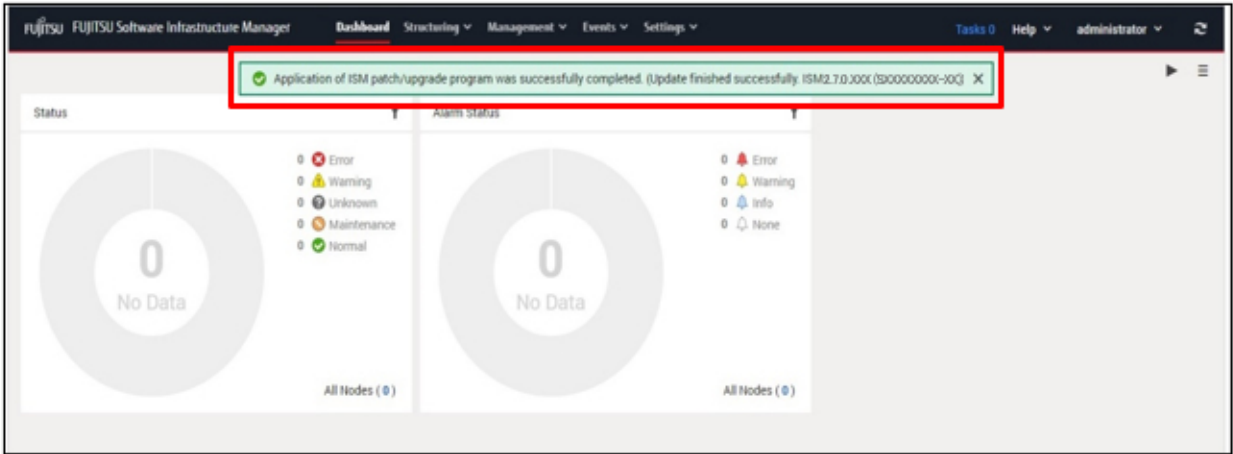 FUJITSU FUJITSU Software Infrastructure Manager Dashboard Structuring Management Events Settings Tasks 0 Help administrator
Application of ISM patch/upgrade program was successfully completed. (Update finished successfully. ISM2.7.0.XXX (SXXXXXXXX-XX)
Status
Alarm Status
0 Error
0 Warning
0 Unknown
0 Maintenance
0 Normal
0
No Data
All Nodes ( 0 )
0 Error
0 Warning
0 Info
0 None
0
No Data
All Nodes ( 0 )